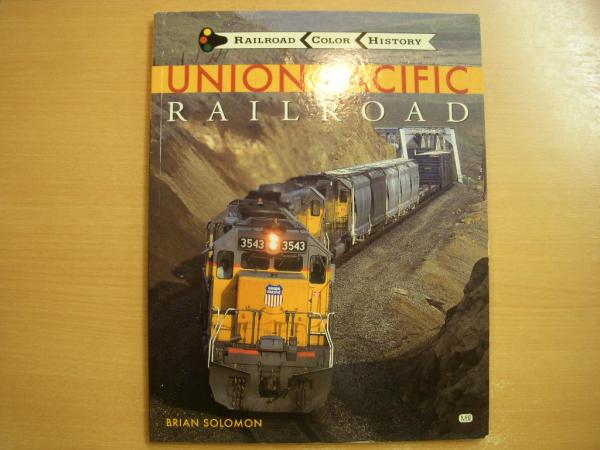 RAILROAD COLOR HISTORY
UNION PACIFIC
RAILROAD
3543 3543
UNION
PACIFIC
BRIAN SOLOMON
MBI